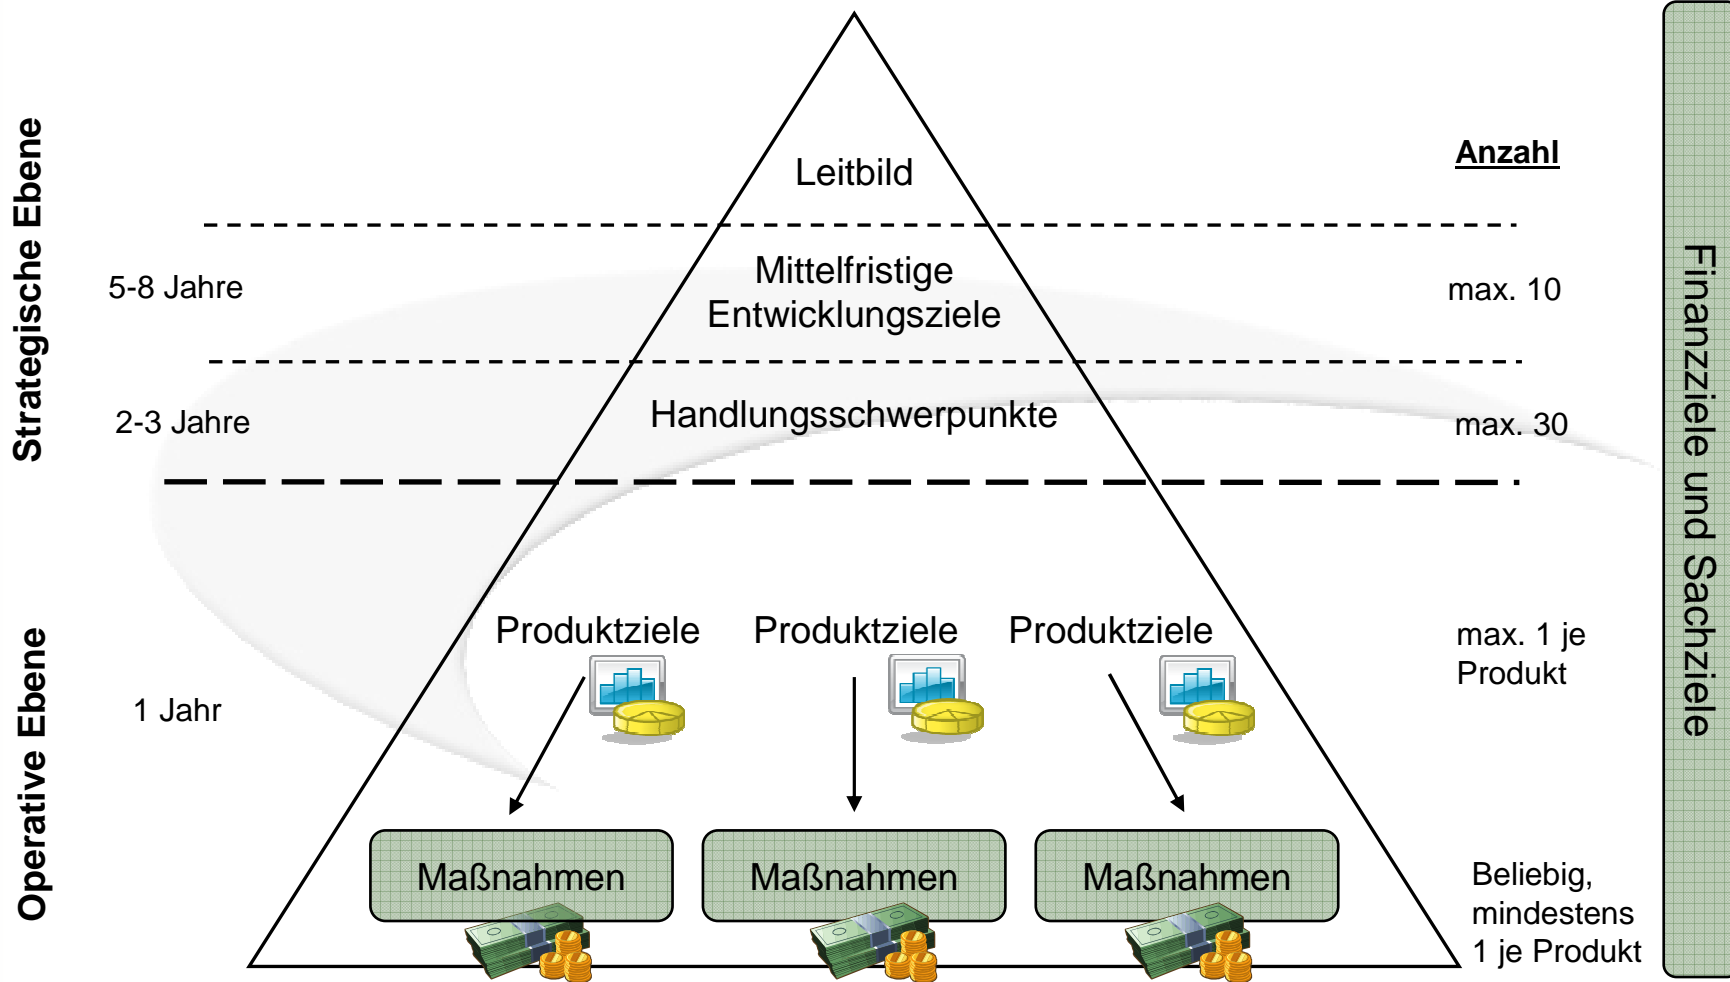 Strategische Ebene
Anzahl
Leitbild
5-8 Jahre
Mittelfristige
Entwicklungsziele
max. 10
2-3 Jahre
Handlungsschwerpunkte
max. 30
Finanzziele und Sachziele
Operative Ebene
1 Jahr
Produktziele
Produktziele
Produktziele
max. 1 je
Produkt
Maßnahmen
Maßnahmen
Maßnahmen
Beliebig,
mindestens
1 je Produkt